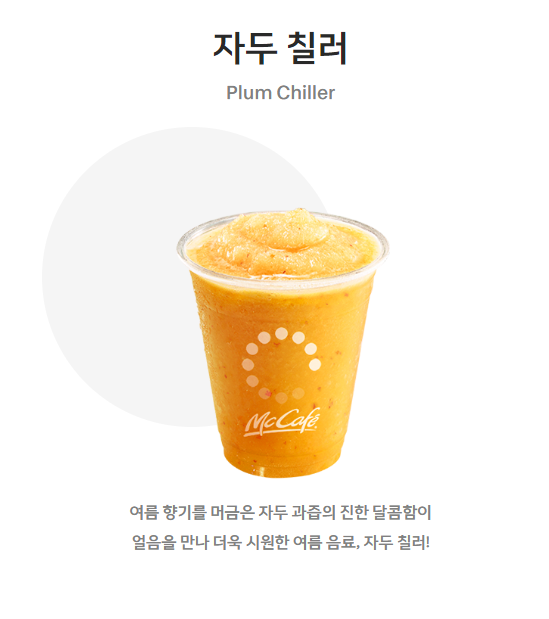 자두 칠러
Plum Chiller
McCafé
여름 향기를 머금은 자두 과즙의 진한 달콤함이
얼음을 만나 더욱 시원한 여름 음료, 자두 칠러!